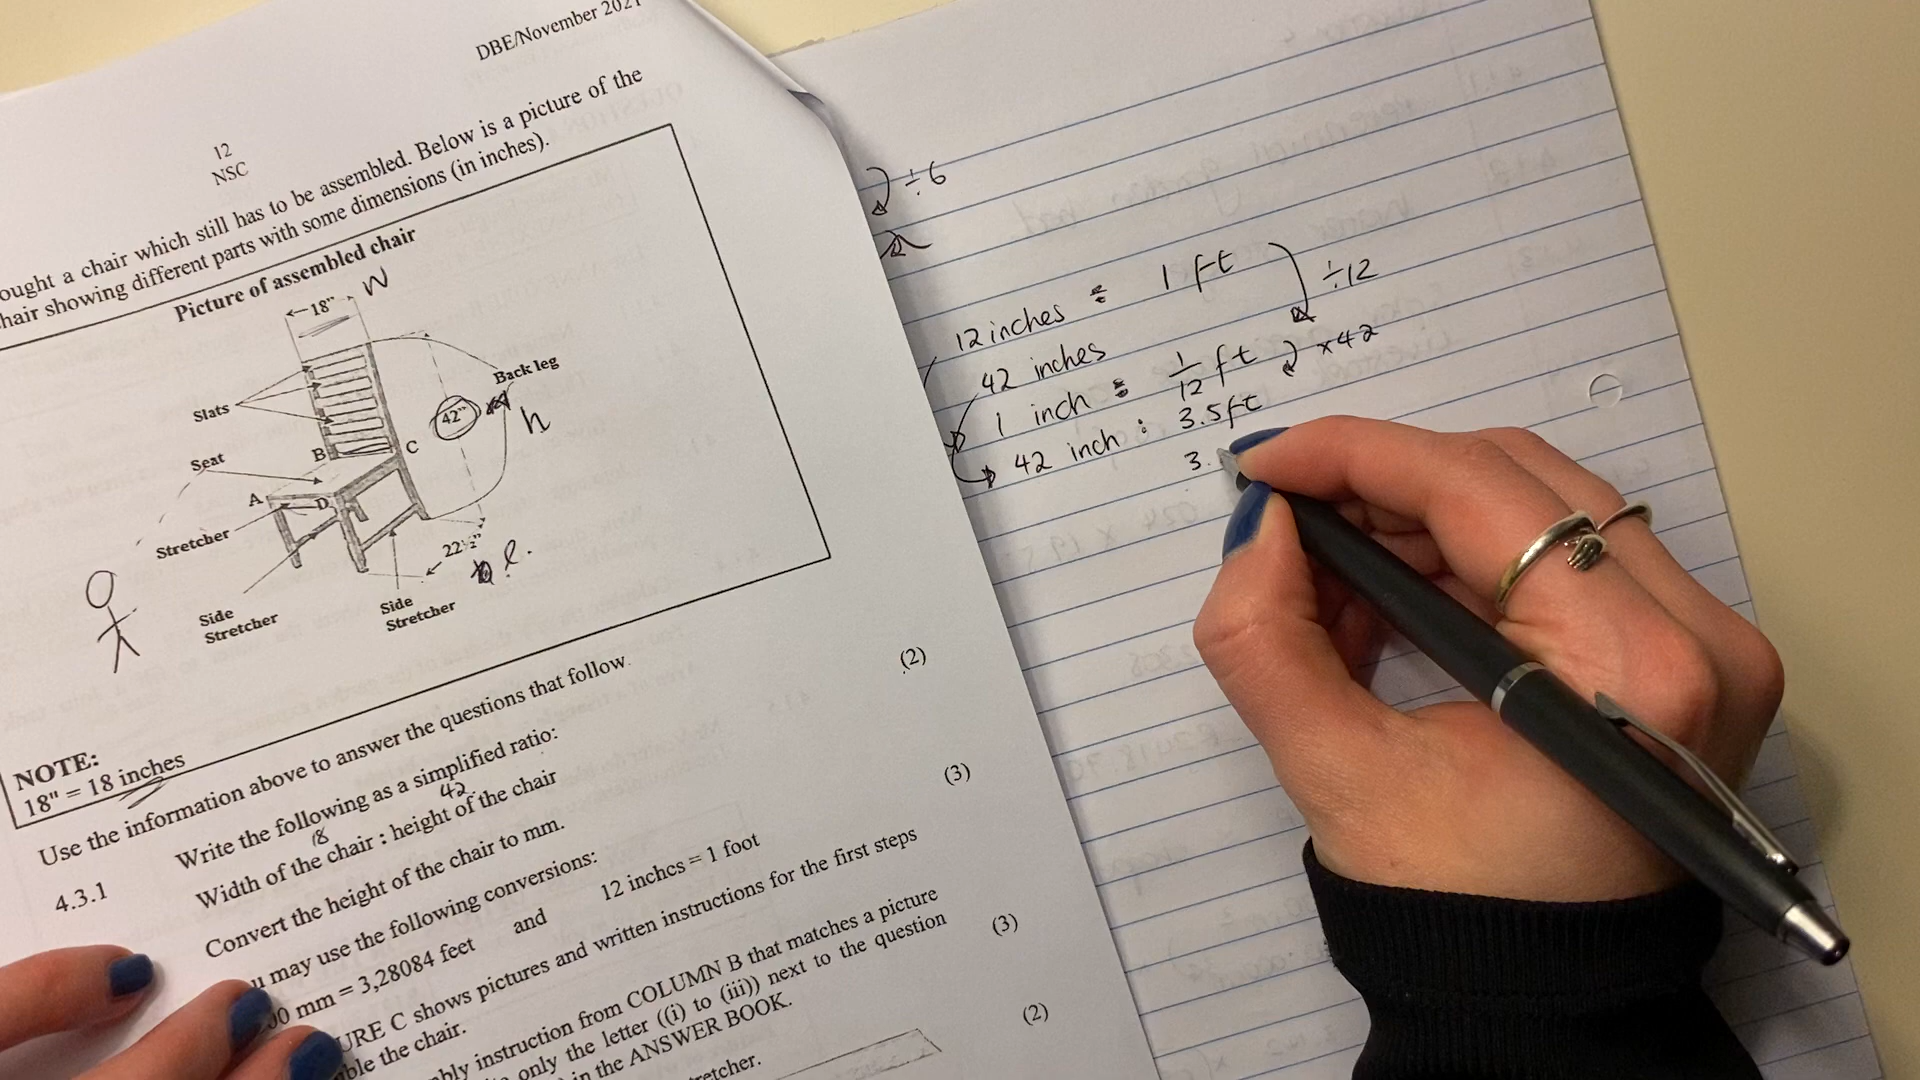 DBE/November 2021
12
NSC
ought a chair which still has to be assembled. Below is a picture of the
hair showing different parts with some dimensions (in inches).
Picture of assembled chair
18"
W
Slats
Back leg
42"
h
Seat
B
C
A
D
Stretcher
22½"
l.
Side
Stretcher
Side
Stretcher
NOTE:
18" = 18 inches
Use the information above to answer the questions that follow.
4.3.1
Write the following as a simplified ratio:
(2)
18
42
Width of the chair : height of the chair
Convert the height of the chair to mm.
(3)
u may use the following conversions:
00 mm = 3,28084 feet and 12 inches = 1 foot
URE C shows pictures and written instructions for the first steps
ble the chair.
bly instruction from COLUMN B that matches a picture
(3)
only the letter ((i) to (iii)) next to the question
in the ANSWER BOOK.
(2)
retcher.
÷6
12 inches = 1 ft
÷12
42 inches
1 inch : 1/12 ft
×42
42 inch : 3.5ft
3.